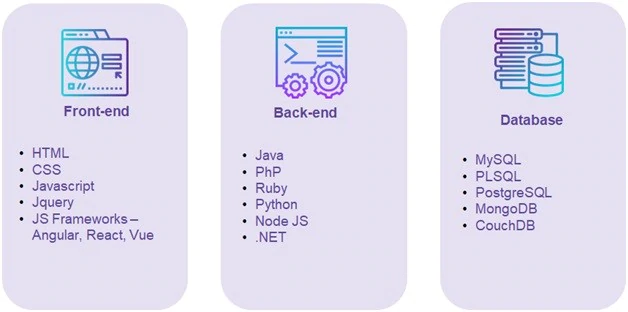 Front-end
• HTML
• CSS
• Javascript
• Jquery
• JS Frameworks –
Angular, React, Vue
Back-end
• Java
• PhP
• Ruby
• Python
• Node JS
• .NET
Database
• MySQL
• PLSQL
• PostgreSQL
• MongoDB
• CouchDB